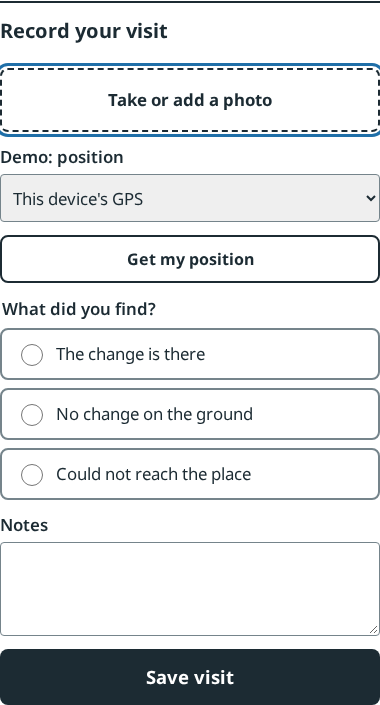 Record your visit
Take or add a photo
Demo: position
This device's GPS
Get my position
What did you find?
The change is there
No change on the ground
Could not reach the place
Notes
Save visit